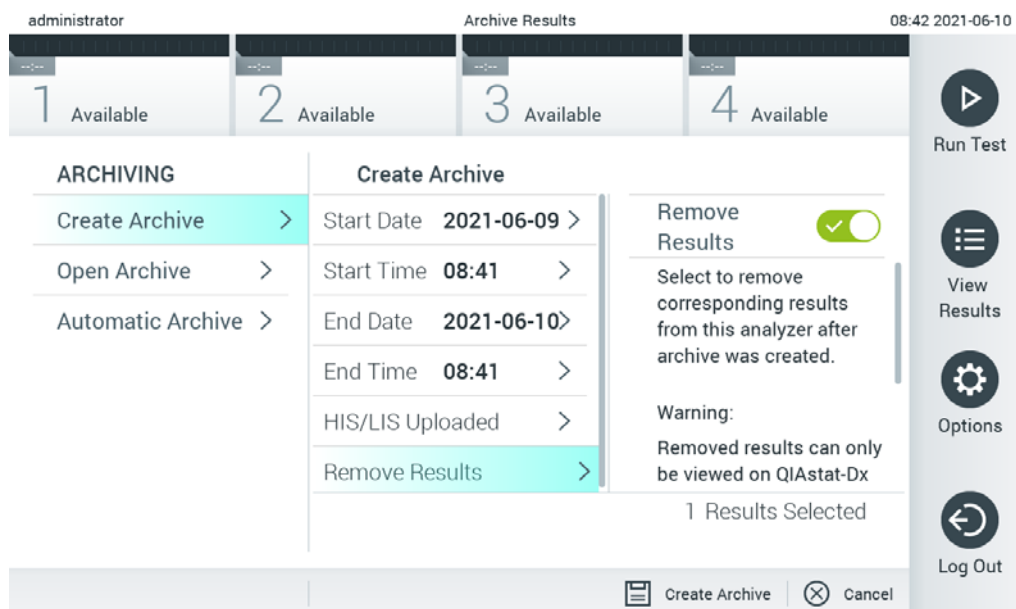 administrator
Archive Results
08:42 2021-06-10
--:--
--:--
--:--
--:--
1 Available
2 Available
3 Available
4 Available
Run Test
ARCHIVING
Create Archive
Open Archive
Automatic Archive
Create Archive
Start Date 2021-06-09
Start Time 08:41
End Date 2021-06-10
End Time 08:41
HIS/LIS Uploaded
Remove Results
Remove
Results
Select to remove
corresponding results
from this analyzer after
archive was created.
Warning:
Removed results can only
be viewed on QIAstat-Dx
1 Results Selected
View
Results
Options
Log Out
Create Archive
Cancel